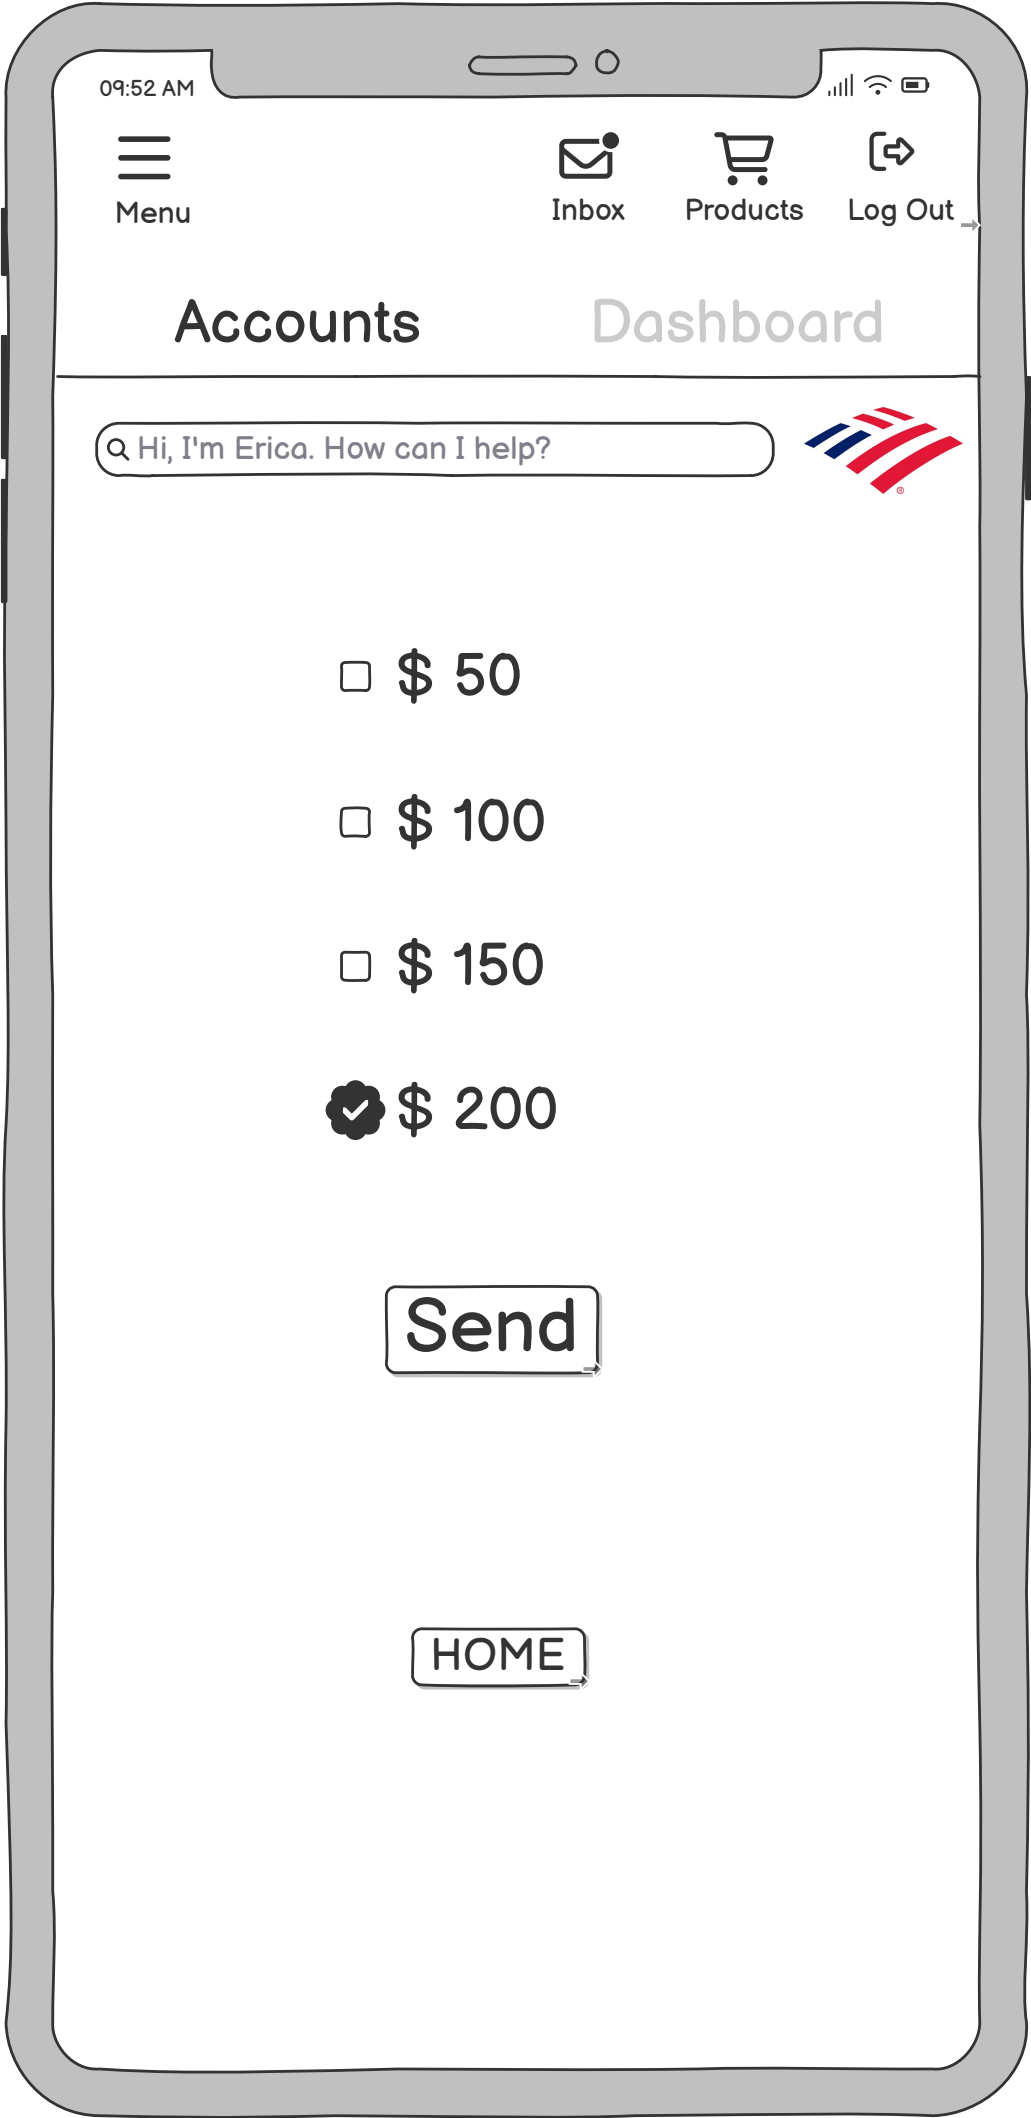 09:52 AM
Menu
Inbox
Products
Log Out
Accounts
Dashboard
Hi, I'm Erica. How can I help?
®
$ 50
$ 100
$ 150
$ 200
Send
HOME